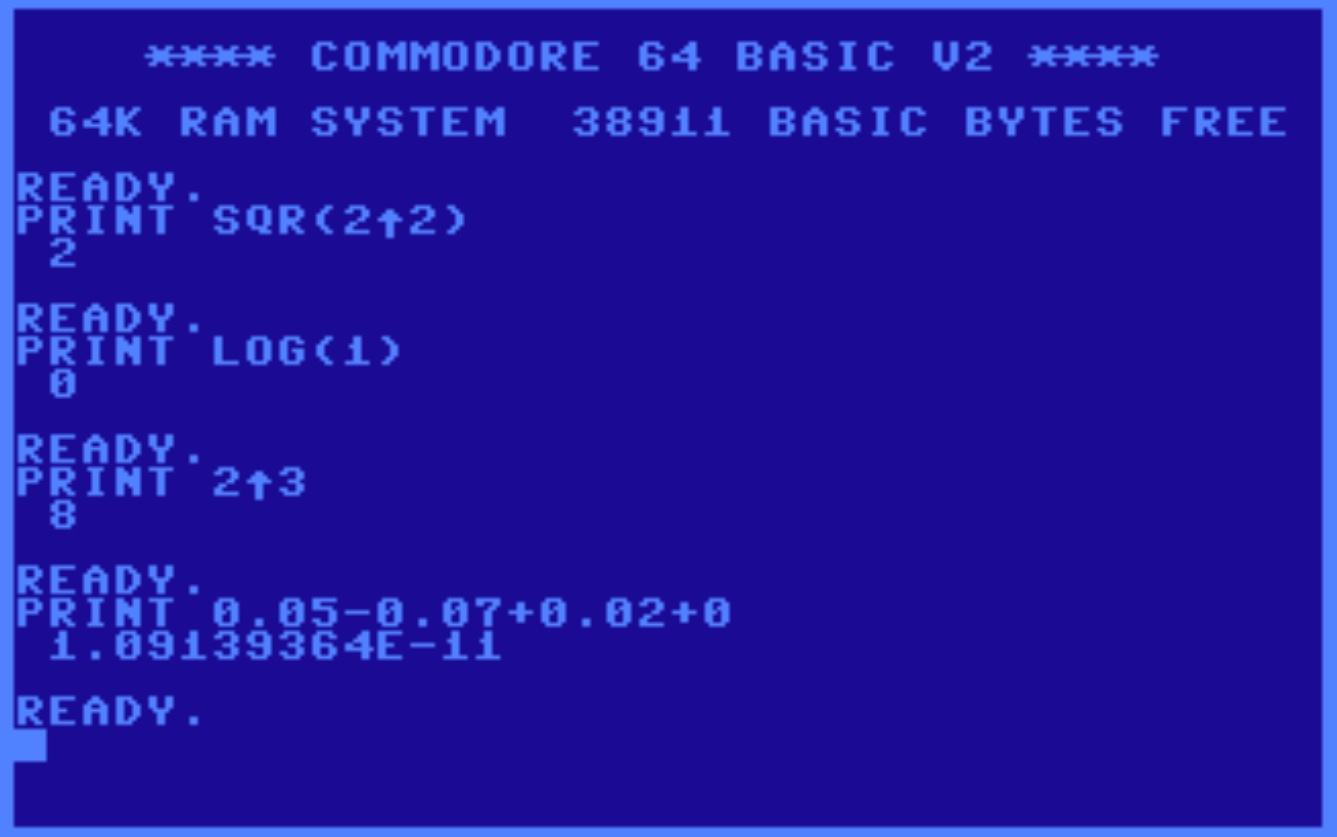 **** COMMODORE 64 BASIC V2 ****
64K RAM SYSTEM  38911 BASIC BYTES FREE
READY.
PRINT SQR(2↑2)
2
READY.
PRINT LOG(1)
0
READY.
PRINT 2↑3
8
READY.
PRINT 0.05-0.07+0.02+0
1.09139364E-11
READY.